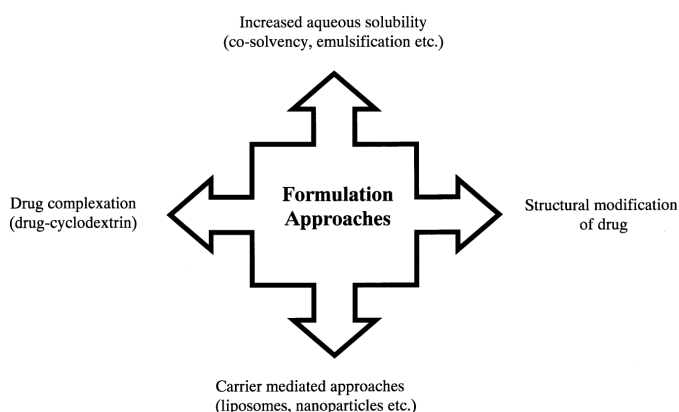 Increased aqueous solubility
(co-solvency, emulsification etc.)
Drug complexation
(drug-cyclodextrin)
Formulation
Approaches
Structural modification
of drug
Carrier mediated approaches
(liposomes, nanoparticles etc.)